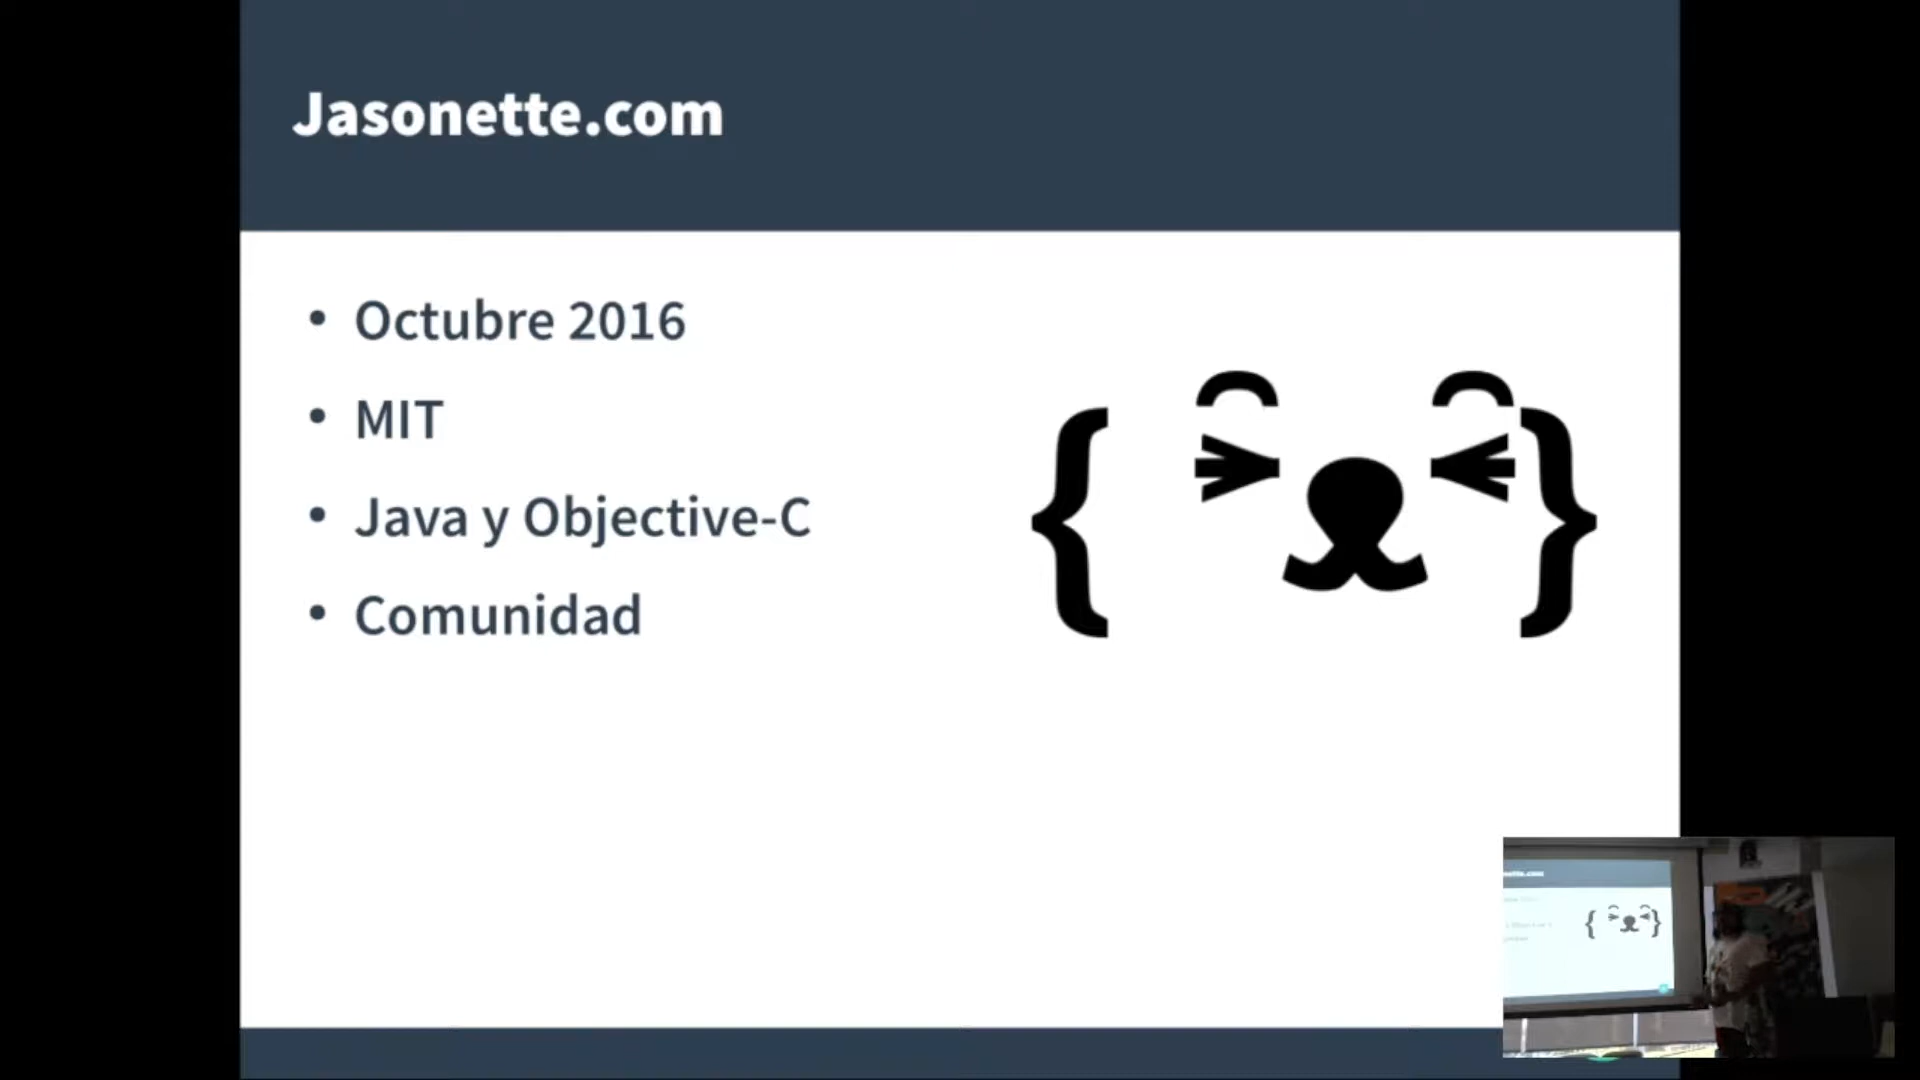 Jasonette.com
• Octubre 2016
• MIT
• Java y Objective-C
• Comunidad